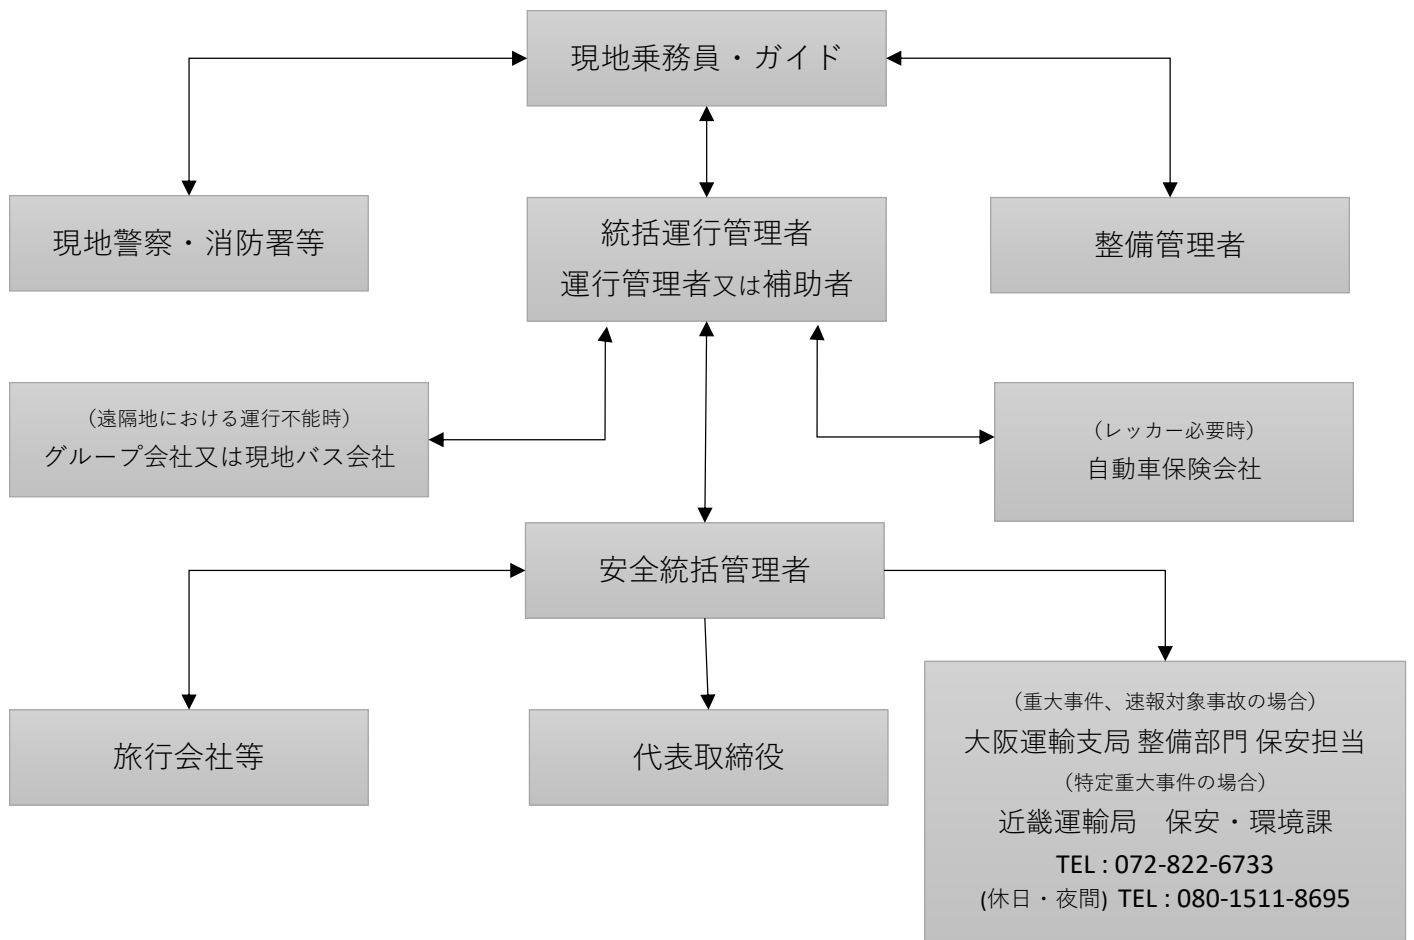 現地乗務員・ガイド
現地警察・消防署等
統括運行管理者
運行管理者又は補助者
整備管理者
（遠隔地における運行不能時）
グループ会社又は現地バス会社
（レッカー必要時）
自動車保険会社
安全統括管理者
旅行会社等
代表取締役
（重大事件、速報対象事故の場合）
大阪運輸支局 整備部門 保安担当
（特定重大事件の場合）
近畿運輸局　保安・環境課
TEL : 072-822-6733
(休日・夜間) TEL : 080-1511-8695